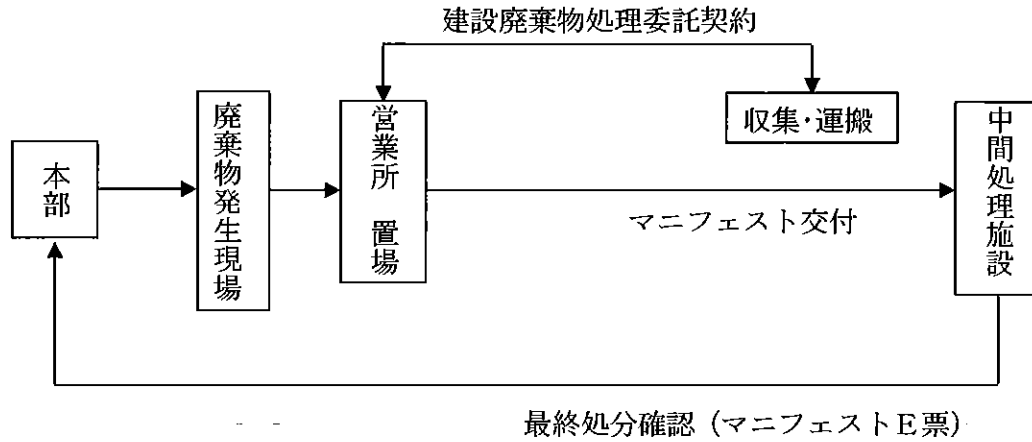 建設廃棄物処理委託契約
収集・運搬
本部
廃棄物発生現場
営業所 置場
中間処理施設
マニフェスト交付
最終処分確認（マニフェストE票）